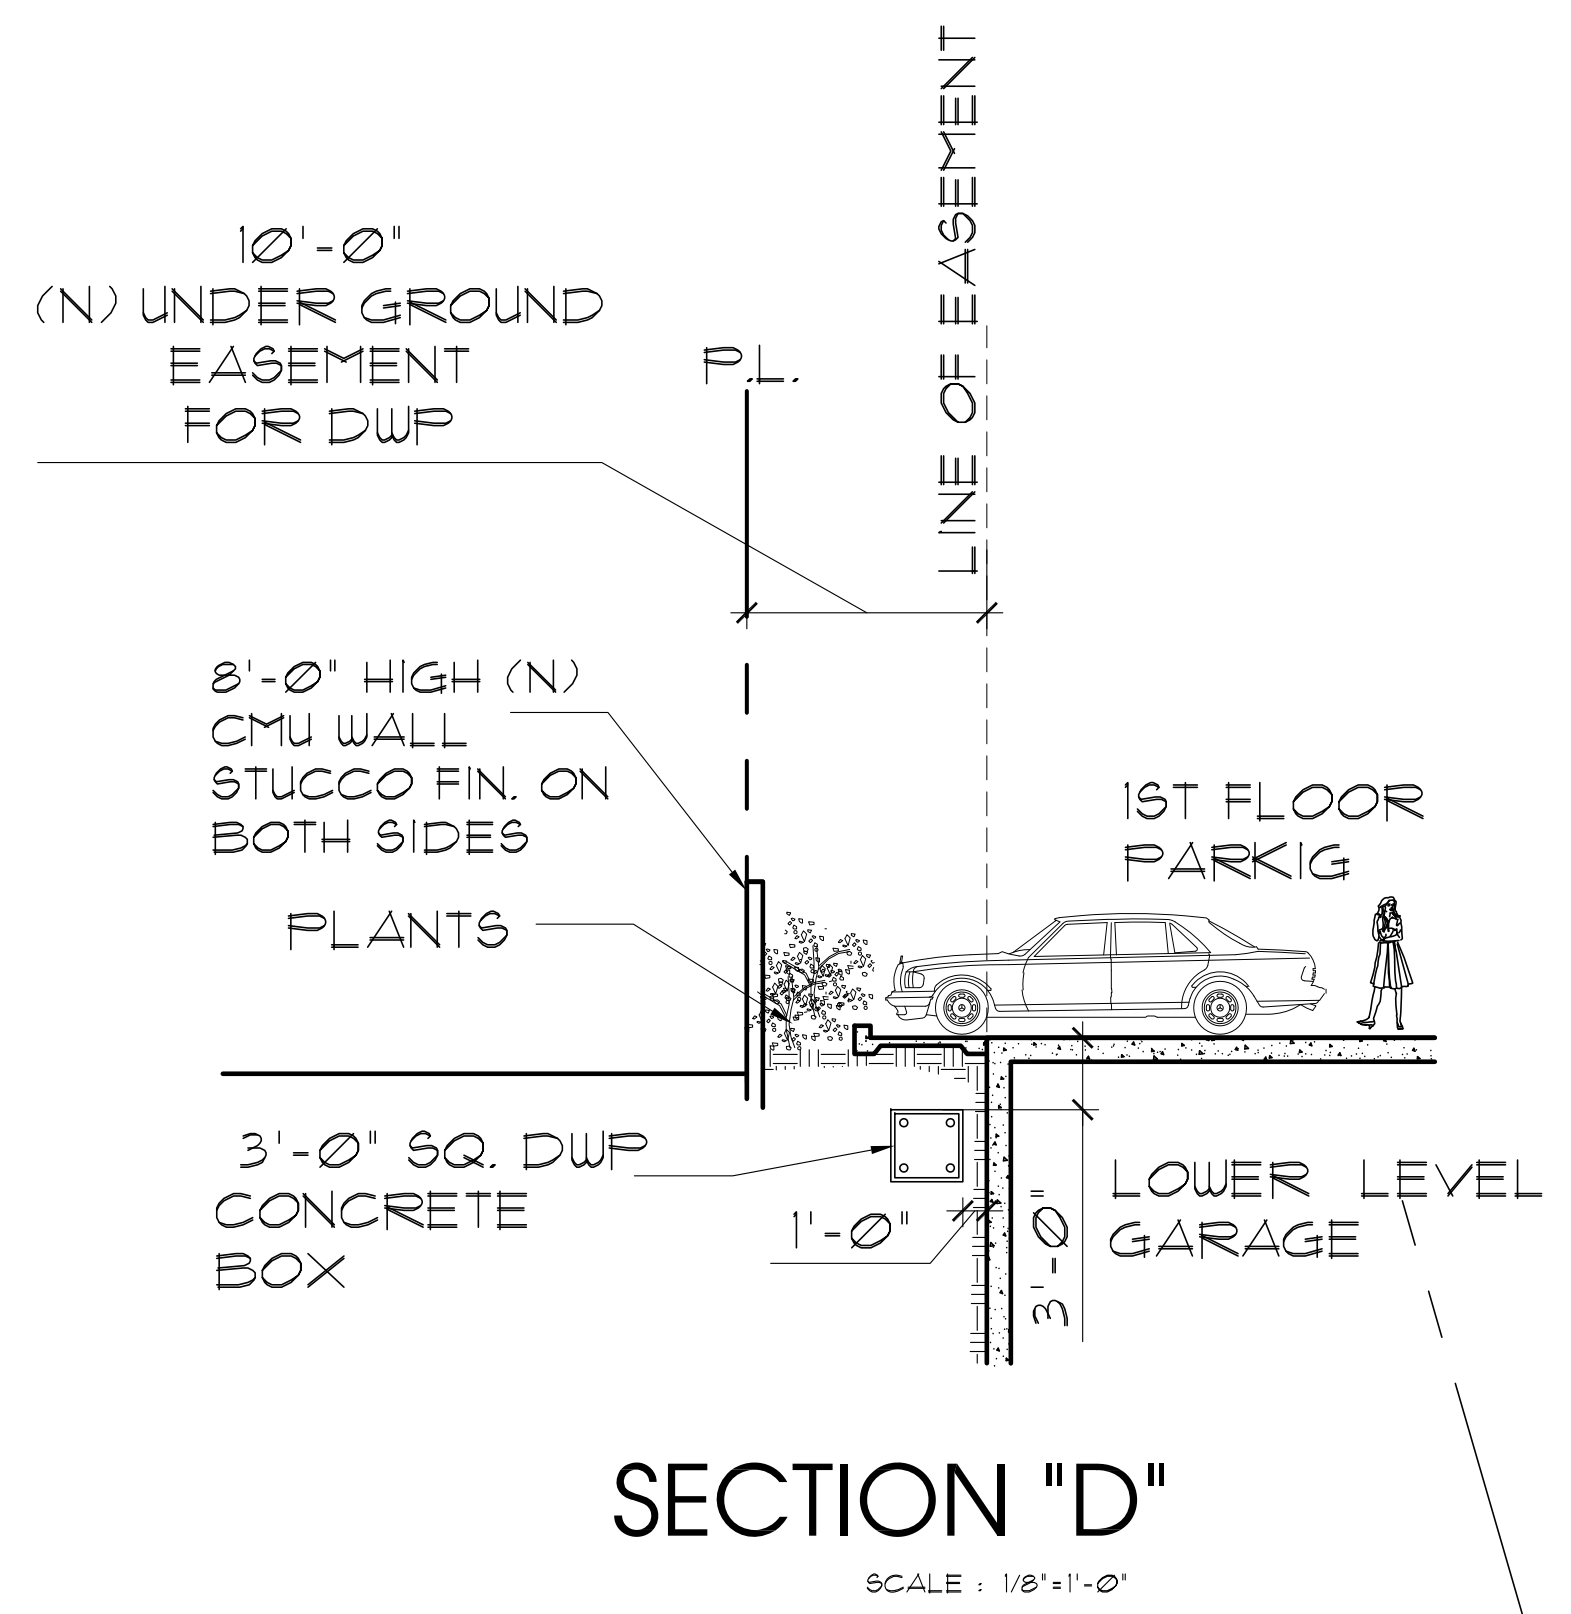 LINE OF EASEMENT
10'-0"
(N) UNDER GROUND
EASEMENT
FOR DWP
P.L.
8'-0" HIGH (N)
CMU WALL
STUCCO FIN. ON
BOTH SIDES
PLANTS
1ST FLOOR
PARKIG
3'-0" SQ. DWP
CONCRETE
BOX
1'-0"
3'-0"
LOWER LEVEL
GARAGE
SECTION "D"
SCALE : 1/8"=1'-0"